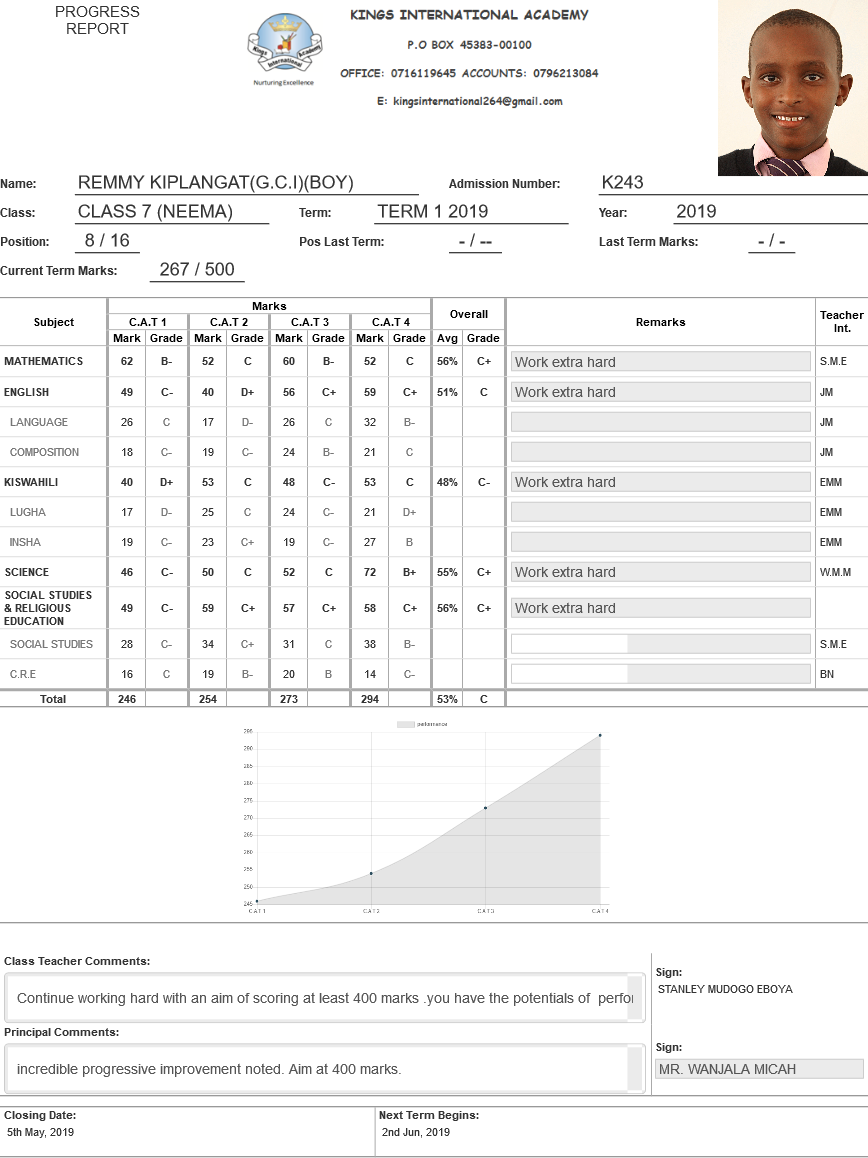 PROGRESS
REPORT
KINGS INTERNATIONAL ACADEMY
P.O BOX 45383-00100
OFFICE: 0716119645 ACCOUNTS: 0796213084
E: kingsinternational264@gmail.com
Kings International Academy
Nurturing Excellence
Name: REMMY KIPLANGAT(G.C.I)(BOY) Admission Number: K243
Class: CLASS 7 (NEEMA) Term: TERM 1 2019 Year: 2019
Position: 8 / 16 Pos Last Term: - / -- Last Term Marks: - / -
Current Term Marks: 267 / 500
Subject Marks Overall Remarks Teacher Int.
C.A.T 1 C.A.T 2 C.A.T 3 C.A.T 4
Mark Grade Mark Grade Mark Grade Mark Grade Avg Grade
MATHEMATICS 62 B- 52 C 60 B- 52 C 56% C+ Work extra hard S.M.E
ENGLISH 49 C- 40 D+ 56 C+ 59 C+ 51% C Work extra hard JM
LANGUAGE 26 C 17 D- 26 C 32 B- JM
COMPOSITION 18 C- 19 C- 24 B- 21 C JM
KISWAHILI 40 D+ 53 C 48 C- 53 C 48% C- Work extra hard EMM
LUGHA 17 D- 25 C 24 C- 21 D+ EMM
INSHA 19 C- 23 C+ 19 C- 27 B EMM
SCIENCE 46 C- 50 C 52 C 72 B+ 55% C+ Work extra hard W.M.M
SOCIAL STUDIES
& RELIGIOUS
EDUCATION 49 C- 59 C+ 57 C+ 58 C+ 56% C+ Work extra hard
SOCIAL STUDIES 28 C- 34 C+ 31 C 38 B- S.M.E
C.R.E 16 C 19 B- 20 B 14 C- BN
Total 246 254 273 294 53% C
performance
295
290
285
280
275
270
265
260
255
250
245
CAT1 CAT2 CAT3 CAT4
Class Teacher Comments:
Continue working hard with an aim of scoring at least 400 marks .you have the potentials of perfo
Sign:
STANLEY MUDOGO EBOYA
Principal Comments:
incredible progressive improvement noted. Aim at 400 marks.
Sign:
MR. WANJALA MICAH
Closing Date: Next Term Begins:
5th May, 2019 2nd Jun, 2019